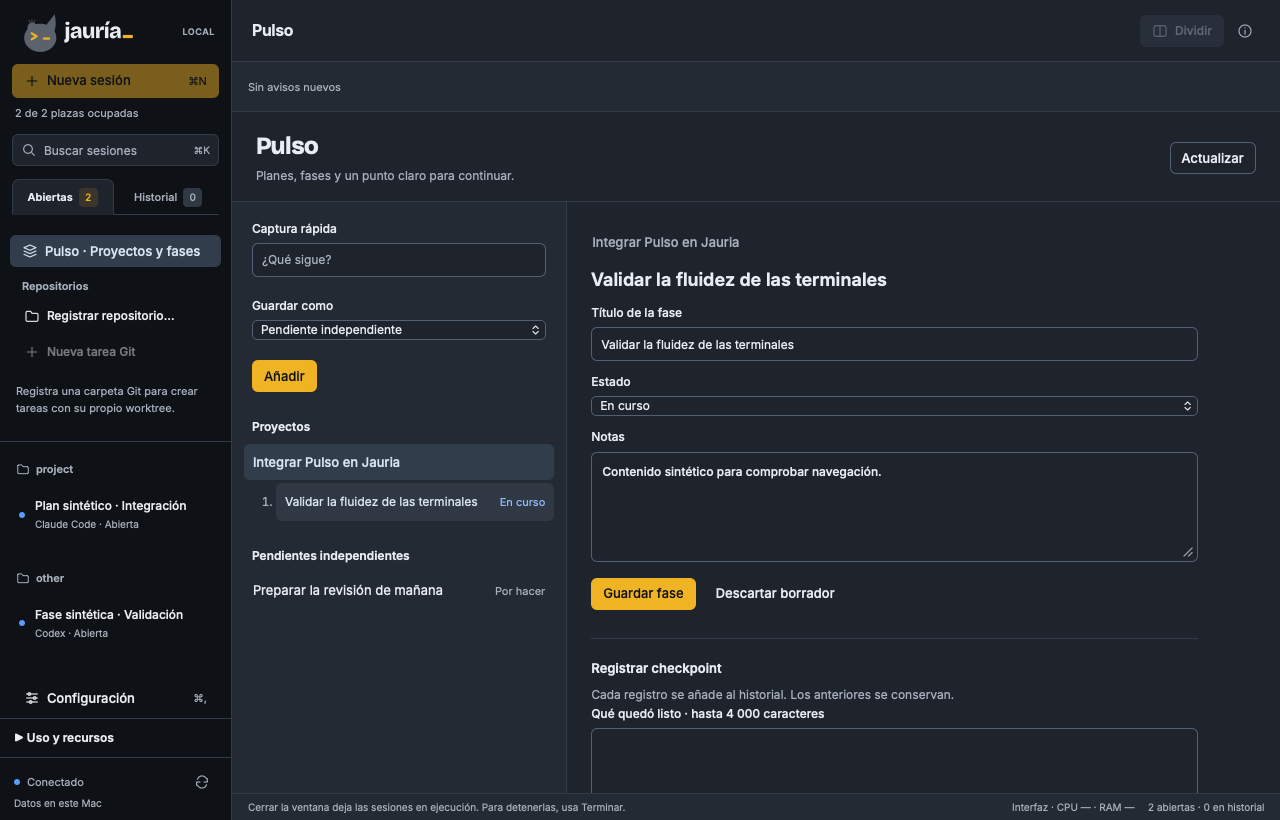 jauría_
LOCAL
Nueva sesión ⌘N
2 de 2 plazas ocupadas
Buscar sesiones ⌘K
Abiertas 2
Historial 0
Pulso · Proyectos y fases
Repositorios
Registrar repositorio...
Nueva tarea Git
Registra una carpeta Git para crear
tareas con su propio worktree.
project
Plan sintético · Integración
Claude Code · Abierta
other
Fase sintética · Validación
Codex · Abierta
Configuración ⌘,
Uso y recursos
Conectado
Datos en este Mac
Pulso
Dividir
Sin avisos nuevos
Pulso
Planes, fases y un punto claro para continuar.
Actualizar
Captura rápida
¿Qué sigue?
Guardar como
Pendiente independiente
Añadir
Proyectos
Integrar Pulso en Jauria
1. Validar la fluidez de las terminales En curso
Pendientes independientes
Preparar la revisión de mañana Por hacer
Integrar Pulso en Jauria
Validar la fluidez de las terminales
Título de la fase
Validar la fluidez de las terminales
Estado
En curso
Notas
Contenido sintético para comprobar navegación.
Guardar fase
Descartar borrador
Registrar checkpoint
Cada registro se añade al historial. Los anteriores se conservan.
Qué quedó listo · hasta 4 000 caracteres
Cerrar la ventana deja las sesiones en ejecución. Para detenerlas, usa Terminar.
Interfaz · CPU — · RAM —
2 abiertas · 0 en historial